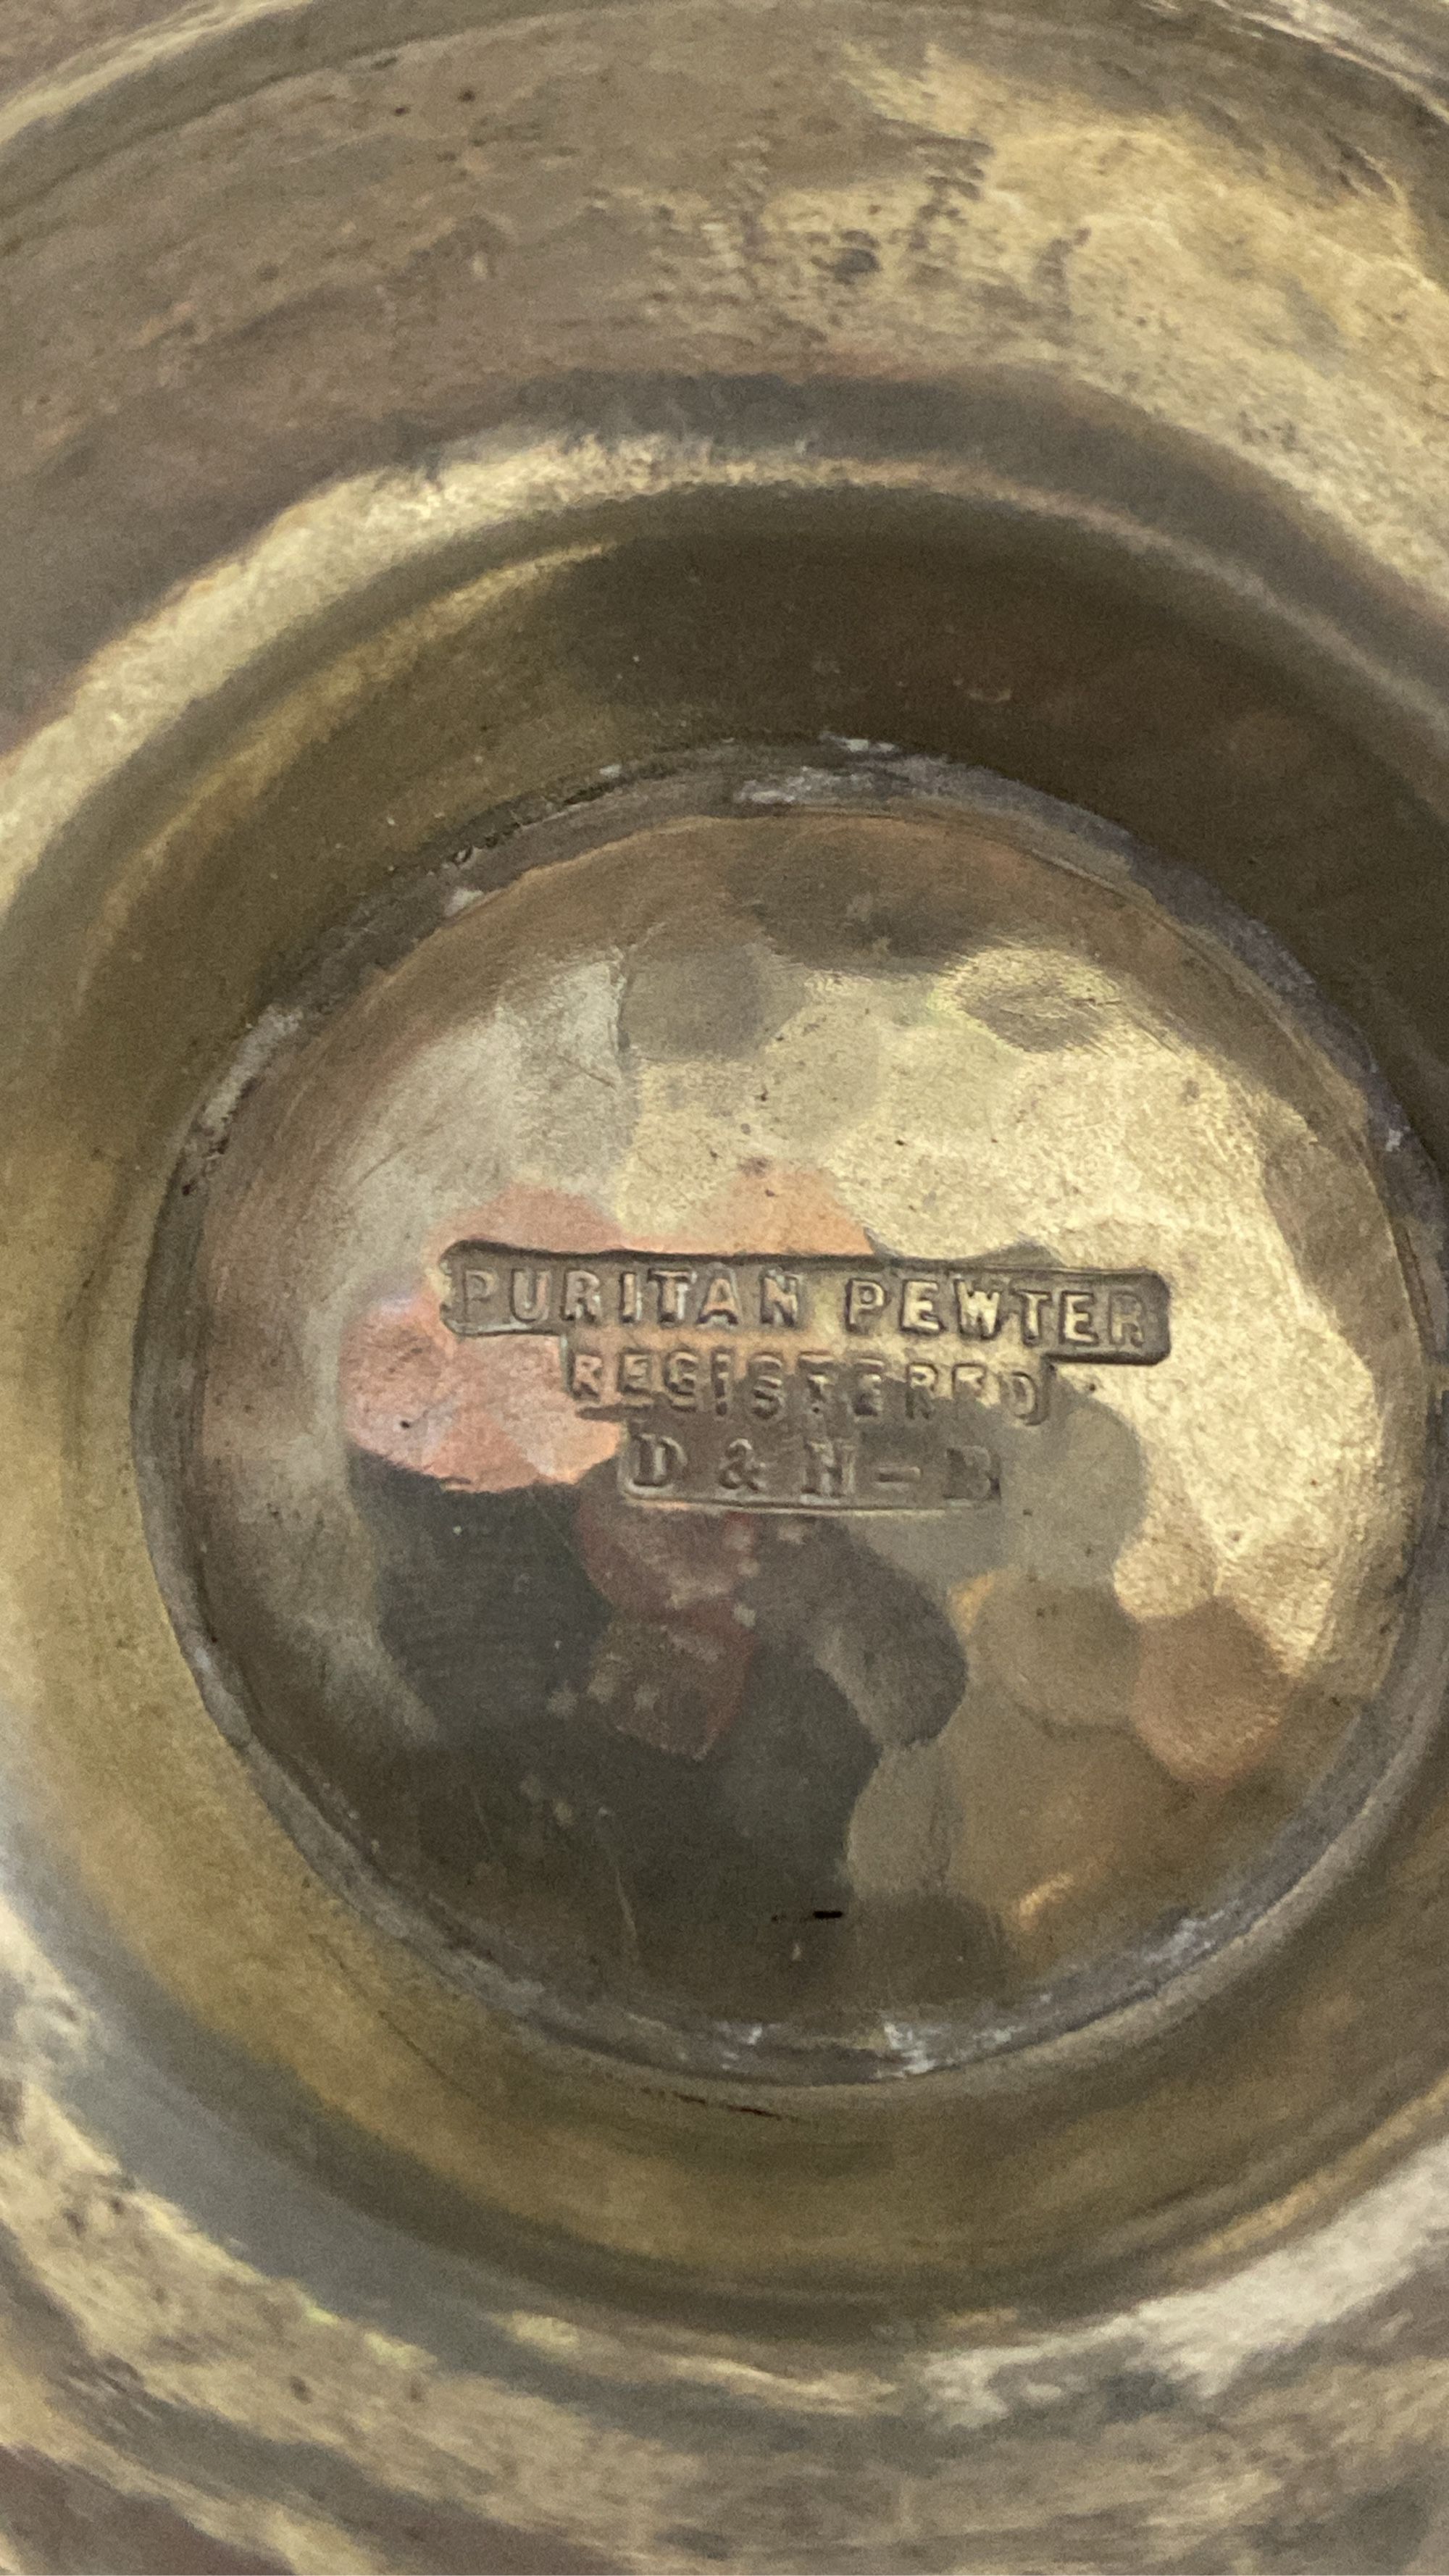 PURITAN PEWTER
REGISTERED
D & H – B